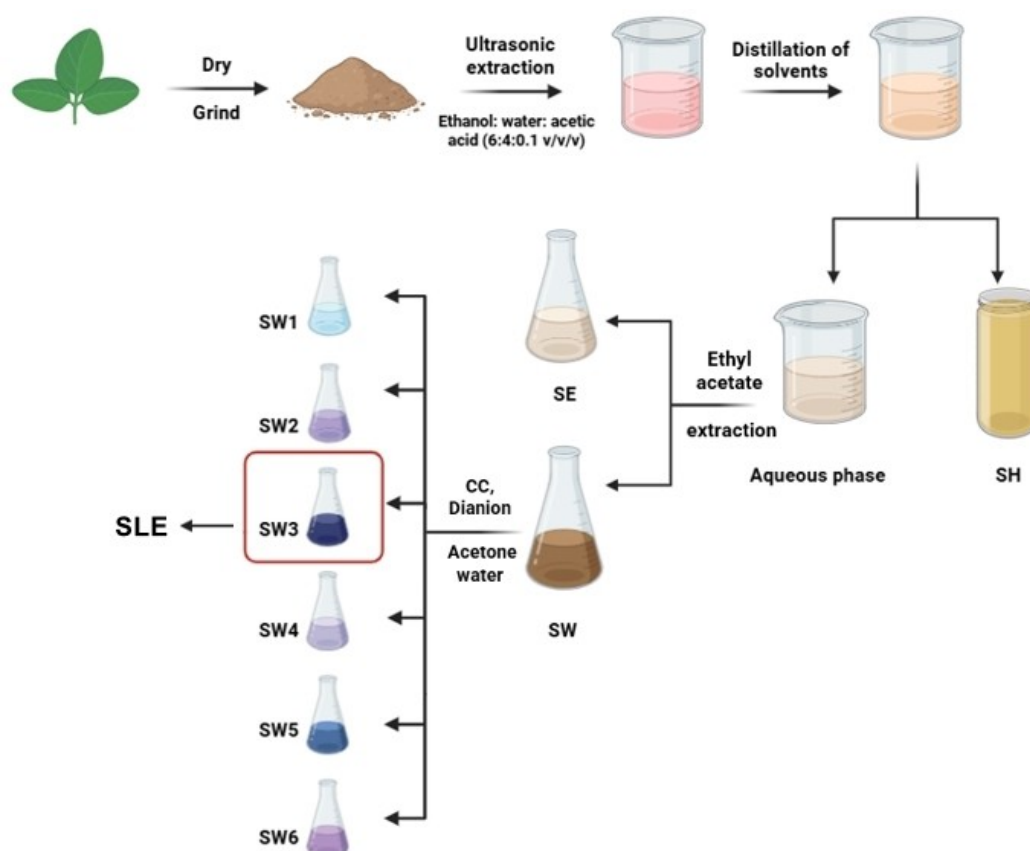 Dry
Grind
Ultrasonic
extraction
Ethanol: water: acetic
acid (6:4:0.1 v/v/v)
Distillation of
solvents
SW1
SW2
SW3
SLE
SW4
SW5
SW6
CC,
Dianion
Acetone
water
SE
SW
Ethyl
acetate
extraction
Aqueous phase
SH